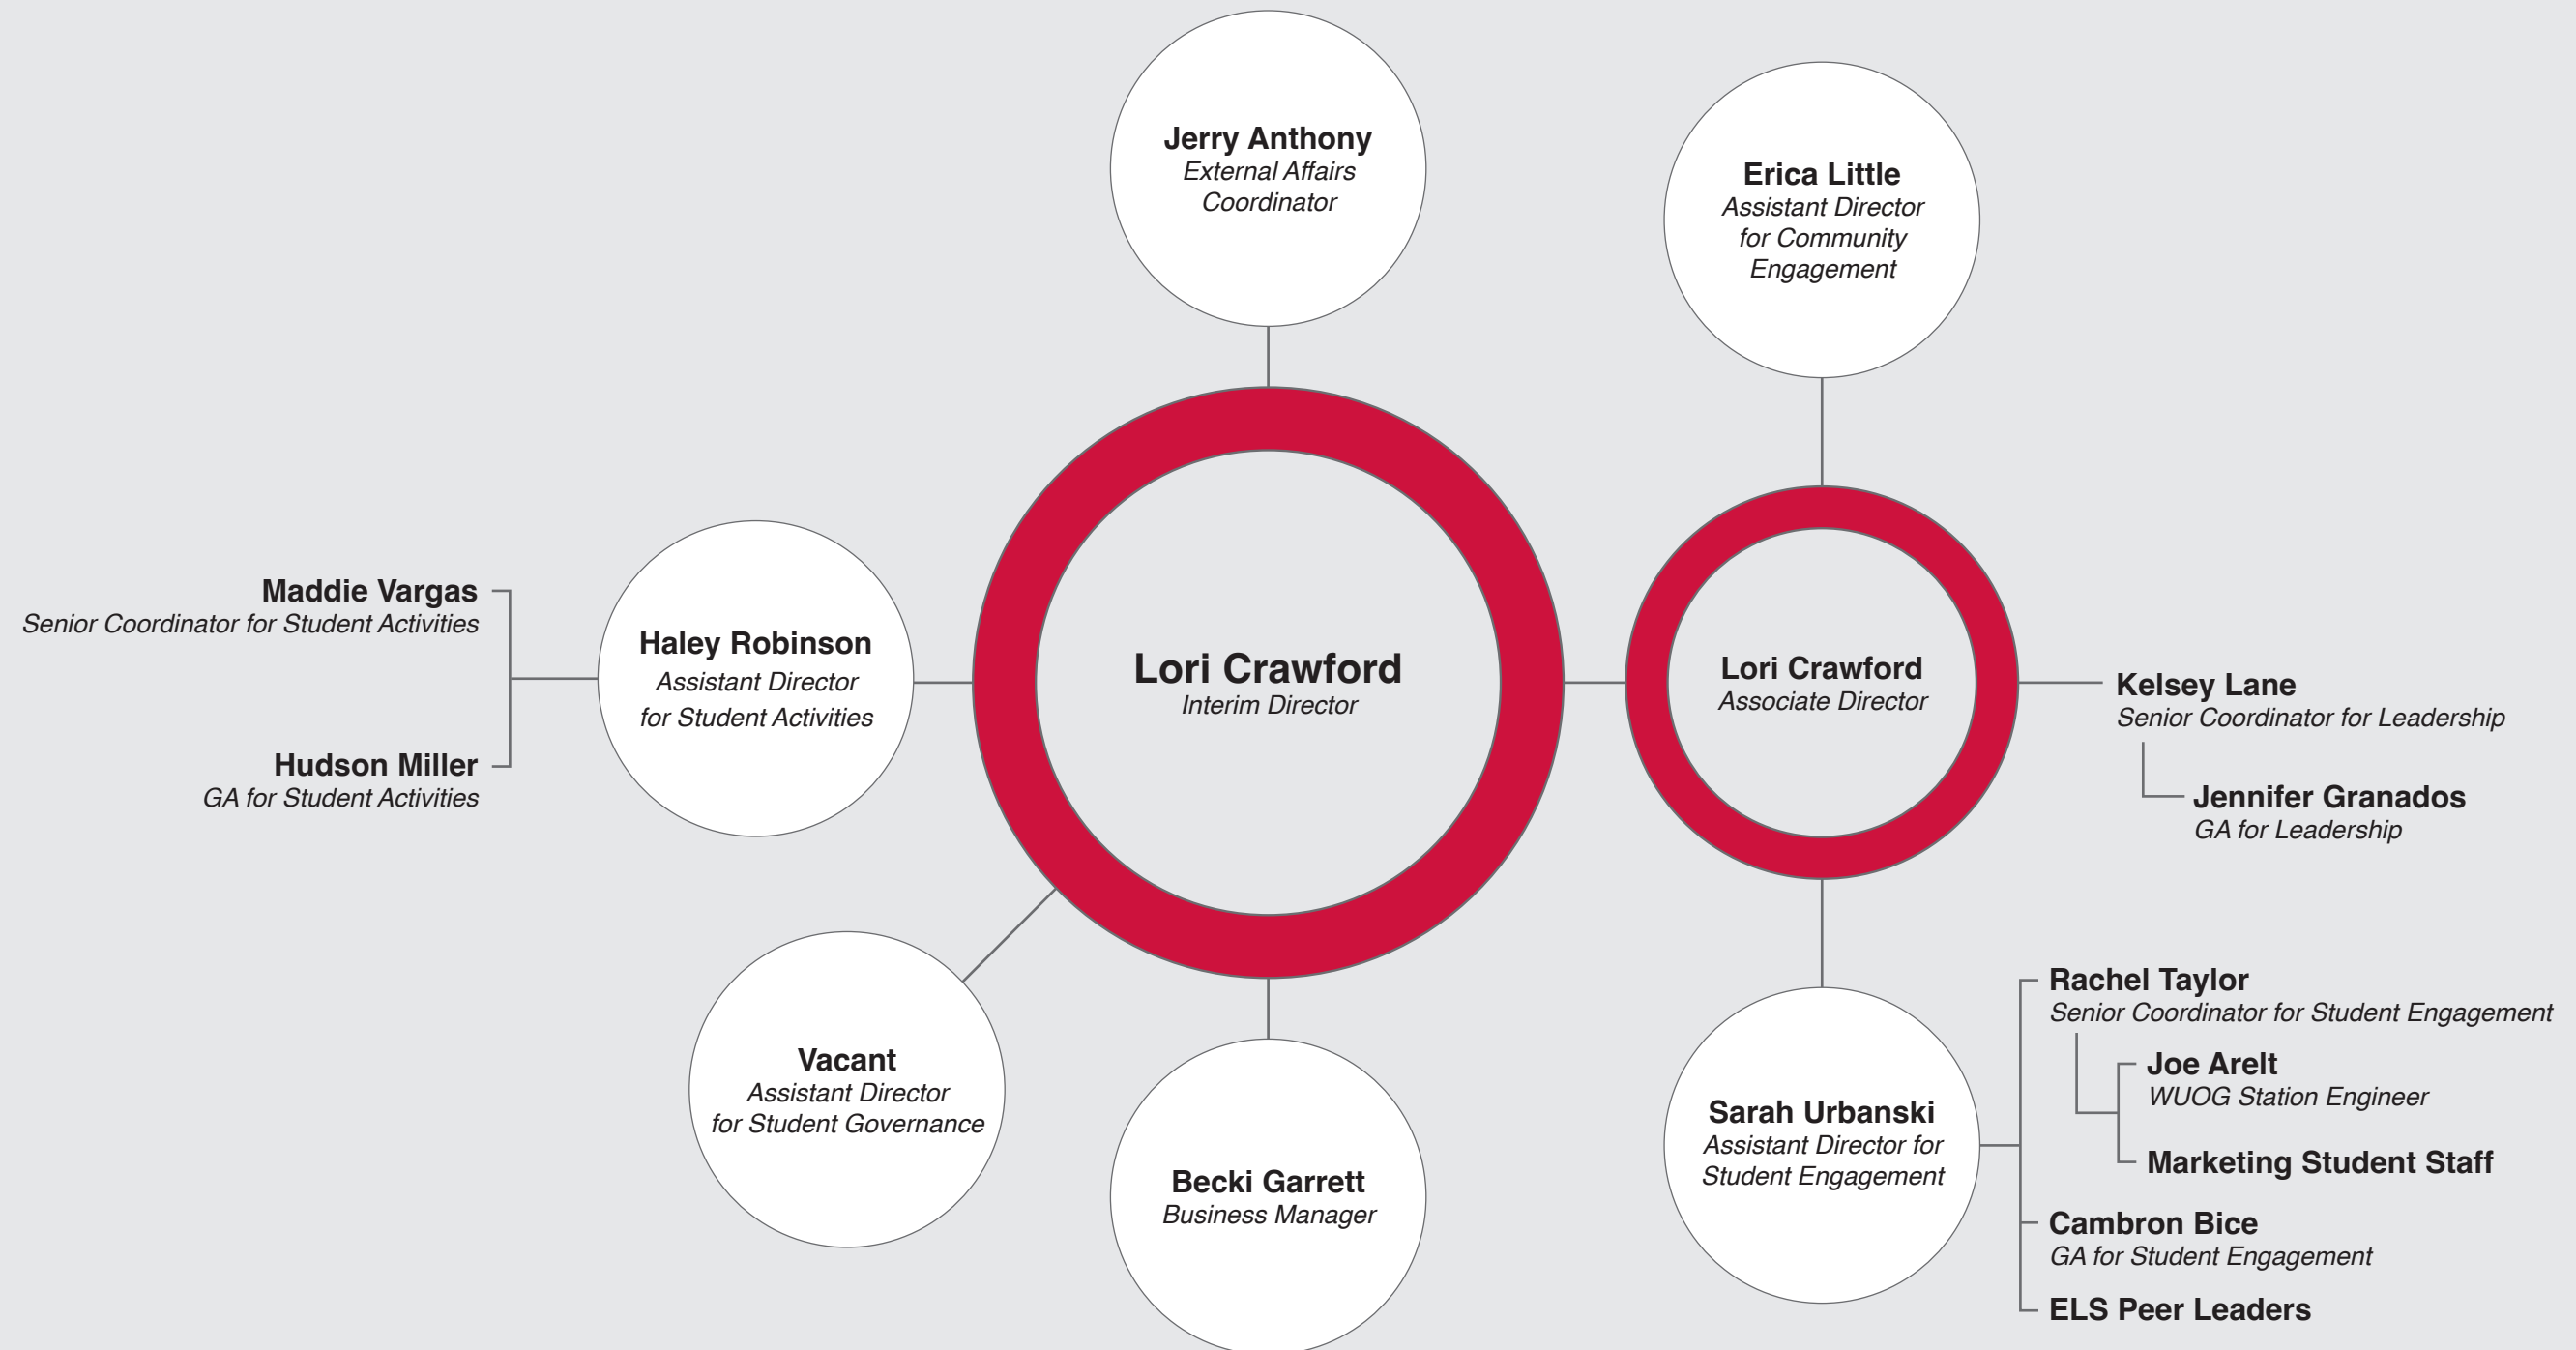 Jerry Anthony
External Affairs
Coordinator
Erica Little
Assistant Director
for Community
Engagement
Maddie Vargas
Senior Coordinator for Student Activities
Hudson Miller
GA for Student Activities
Haley Robinson
Assistant Director
for Student Activities
Lori Crawford
Interim Director
Lori Crawford
Associate Director
Kelsey Lane
Senior Coordinator for Leadership
Jennifer Granados
GA for Leadership
Vacant
Assistant Director
for Student Governance
Becki Garrett
Business Manager
Sarah Urbanski
Assistant Director for
Student Engagement
Rachel Taylor
Senior Coordinator for Student Engagement
Joe Arelt
WUOG Station Engineer
Marketing Student Staff
Cambron Bice
GA for Student Engagement
ELS Peer Leaders